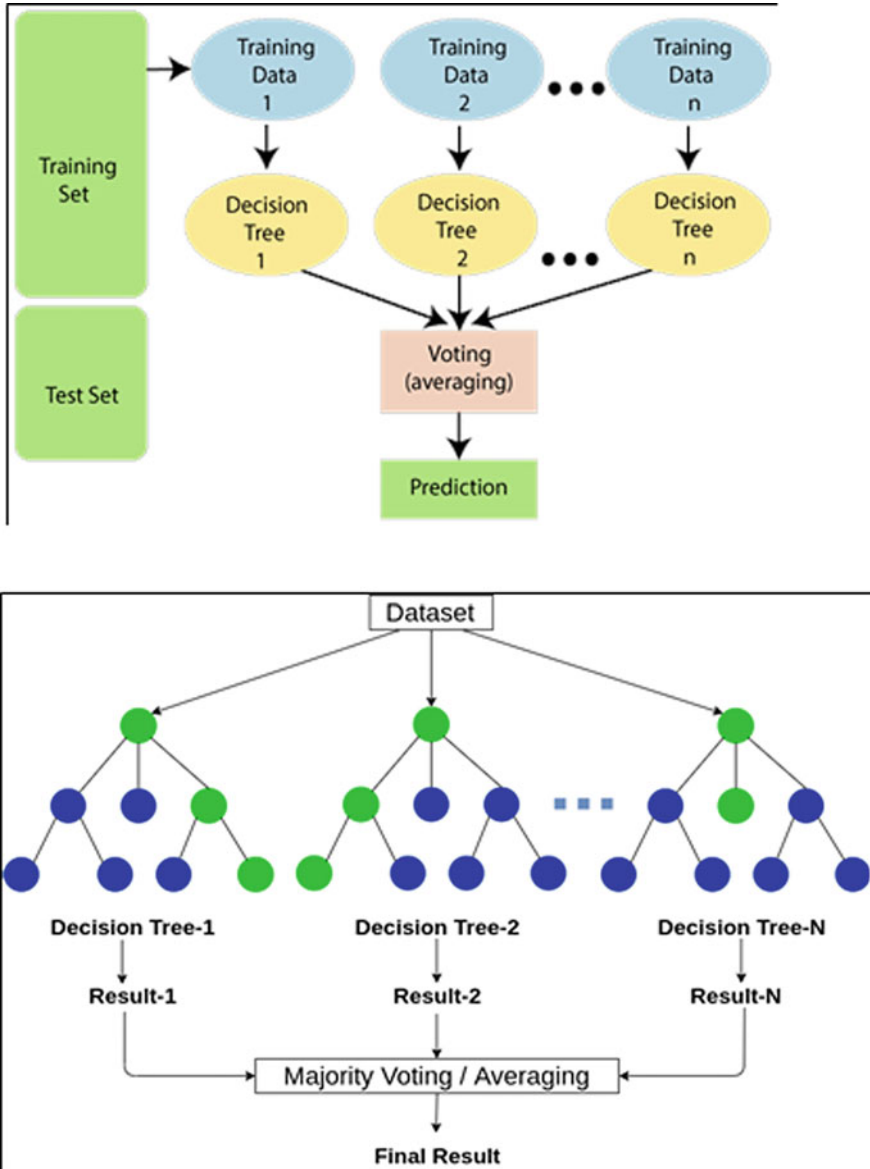 Training
Set
Test Set
Training
Data
1
Training
Data
2
Training
Data
n
Decision
Tree
1
Decision
Tree
2
Decision
Tree
n
Voting
(averaging)
Prediction
Dataset
Decision Tree-1
Decision Tree-2
Decision Tree-N
Result-1
Result-2
Result-N
Majority Voting / Averaging
Final Result